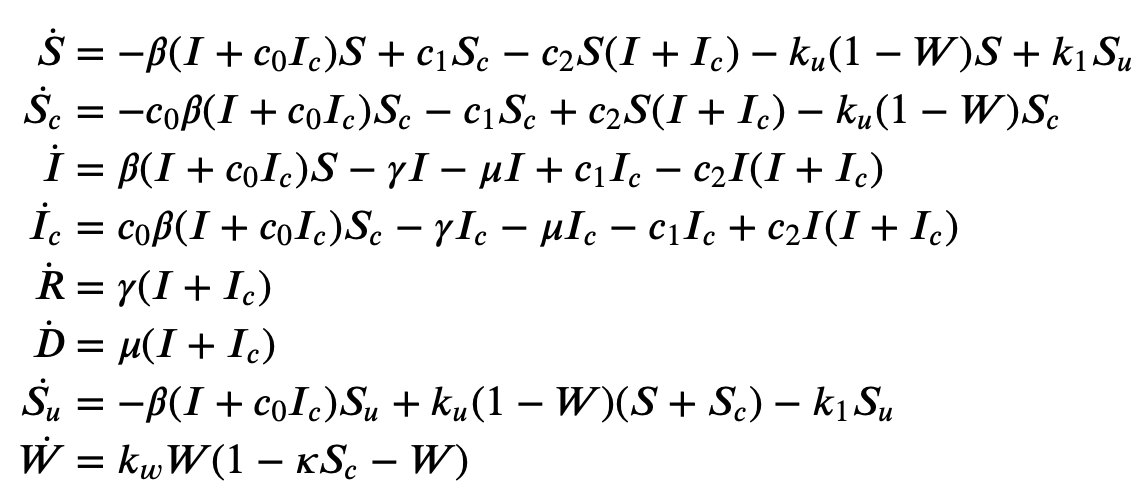 Ṡ = −β(I + c₀I_c)S + c₁S_c − c₂S(I + I_c) − k_u(1 − W)S + k₁S_u
Ṡ_c = −c₀β(I + c₀I_c)S_c − c₁S_c + c₂S(I + I_c) − k_u(1 − W)S_c
İ = β(I + c₀I_c)S − γI − μI + c₁I_c − c₂I(I + I_c)
İ_c = c₀β(I + c₀I_c)S_c − γI_c − μI_c − c₁I_c + c₂I(I + I_c)
Ṙ = γ(I + I_c)
Ḋ = μ(I + I_c)
Ṡ_u = −β(I + c₀I_c)S_u + k_u(1 − W)(S + S_c) − k₁S_u
Ẇ = k_wW(1 − κS_c − W)